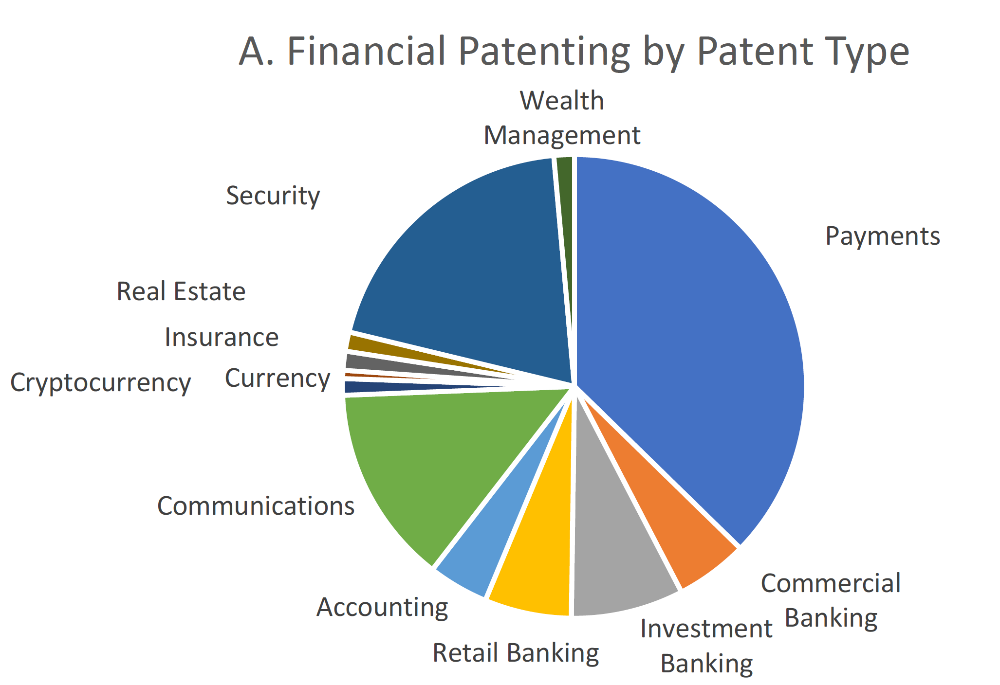 A. Financial Patenting by Patent Type
Wealth
Management
Security
Payments
Real Estate
Insurance
Currency
Cryptocurrency
Communications
Commercial
Banking
Accounting
Investment
Banking
Retail Banking